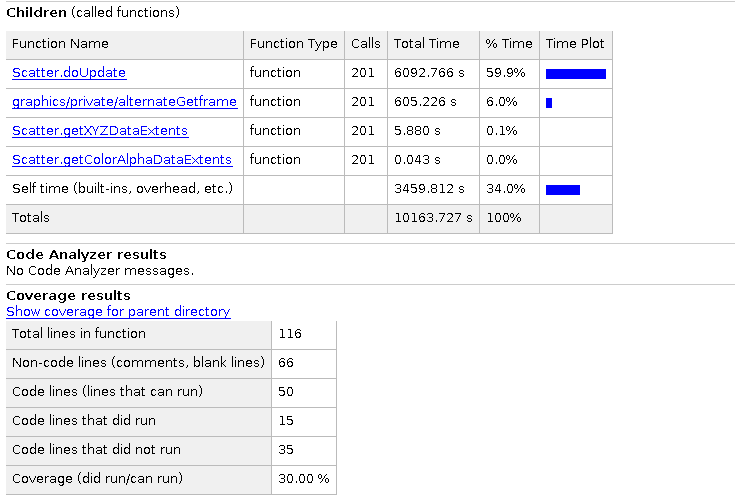 Children (called functions)
Function Name Function Type Calls Total Time % Time Time Plot
Scatter.doUpdate function 201 6092.766 s 59.9%
graphics/private/alternateGetframe function 201 605.226 s 6.0%
Scatter.getXYZDataExtents function 201 5.880 s 0.1%
Scatter.getColorAlphaDataExtents function 201 0.043 s 0.0%
Self time (built-ins, overhead, etc.) 3459.812 s 34.0%
Totals 10163.727 s 100%
Code Analyzer results
No Code Analyzer messages.
Coverage results
Show coverage for parent directory
Total lines in function 116
Non-code lines (comments, blank lines) 66
Code lines (lines that can run) 50
Code lines that did run 15
Code lines that did not run 35
Coverage (did run/can run) 30.00 %